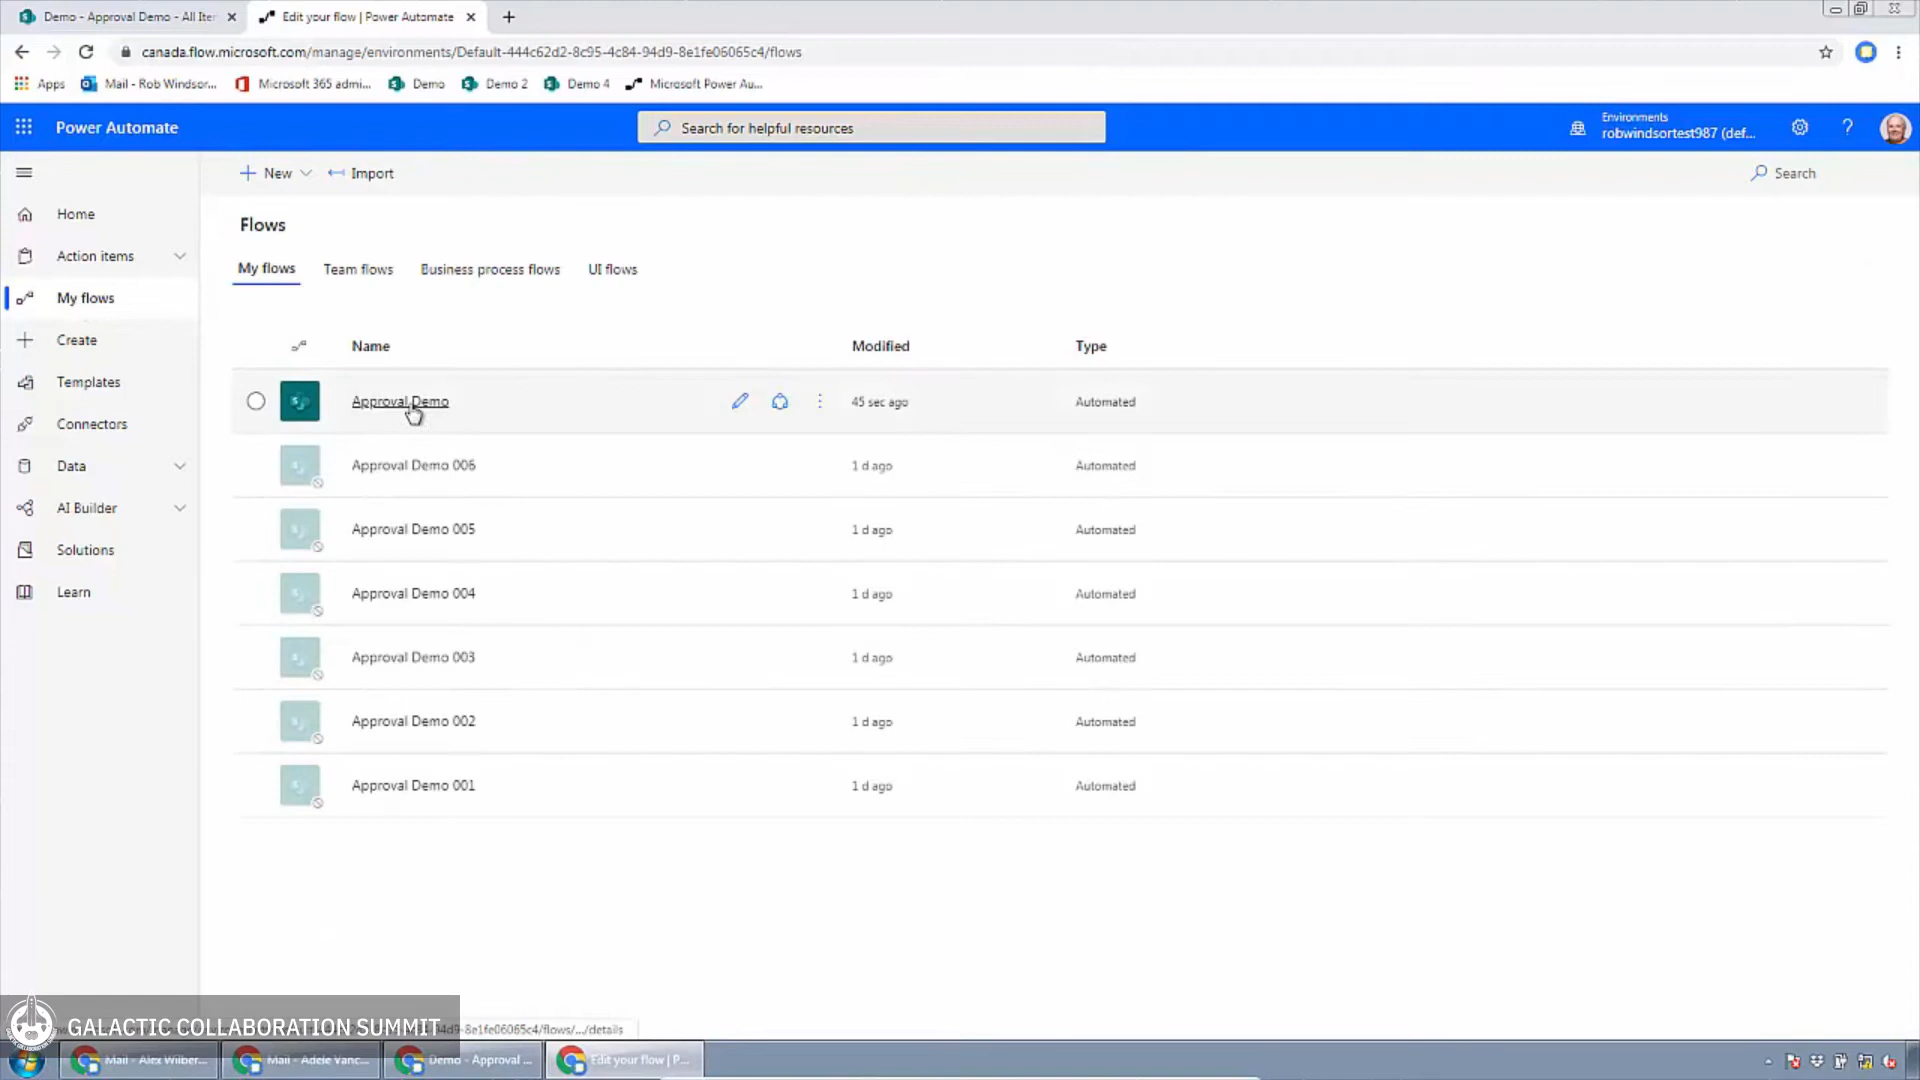 Demo - Approval Demo - All Iter
Edit your flow | Power Automate
canada.flow.microsoft.com/manage/environments/Default-444c62d2-8c95-4c84-94d9-8e1fe06065c4/flows
Apps
Mail - Rob Windsor...
Microsoft 365 admi...
Demo
Demo 2
Demo 4
Microsoft Power Au...
Power Automate
Search for helpful resources
Environments
robwindsortest987 (def...
New
Import
Search
Home
Action items
My flows
Create
Templates
Connectors
Data
AI Builder
Solutions
Learn
Flows
My flows
Team flows
Business process flows
UI flows
Name
Modified
Type
Approval Demo
45 sec ago
Automated
Approval Demo 006
1 d ago
Automated
Approval Demo 005
1 d ago
Automated
Approval Demo 004
1 d ago
Automated
Approval Demo 003
1 d ago
Automated
Approval Demo 002
1 d ago
Automated
Approval Demo 001
1 d ago
Automated
GALACTIC COLLABORATION SUMMIT
-94d9-8e1fe06065c4/flows/.../details
Mail - Alex Wilber...
Mail - Adele Vanc...
Demo - Approval ...
Edit your flow | P...